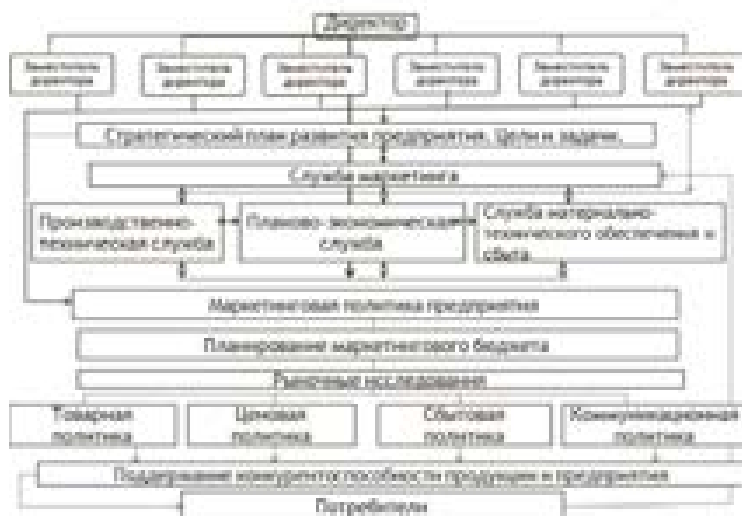 Директор
Заместитель Заместитель Заместитель Заместитель Заместитель Заместитель
директора директора директора директора директора директора
Стратегический план развития предприятия. Цели и задачи.
Служба маркетинга
Производственно-
техническая служба
Планово-экономическая
служба
Служба материально-
технического обеспечения и
сбыта
Маркетинговая политика предприятия
Планирование маркетингового бюджета
Рыночные исследования
Товарная
политика
Ценовая
политика
Сбытовая
политика
Коммуникационная
политика
Поддержание конкурентоспособности продукции и предприятия
Потребители